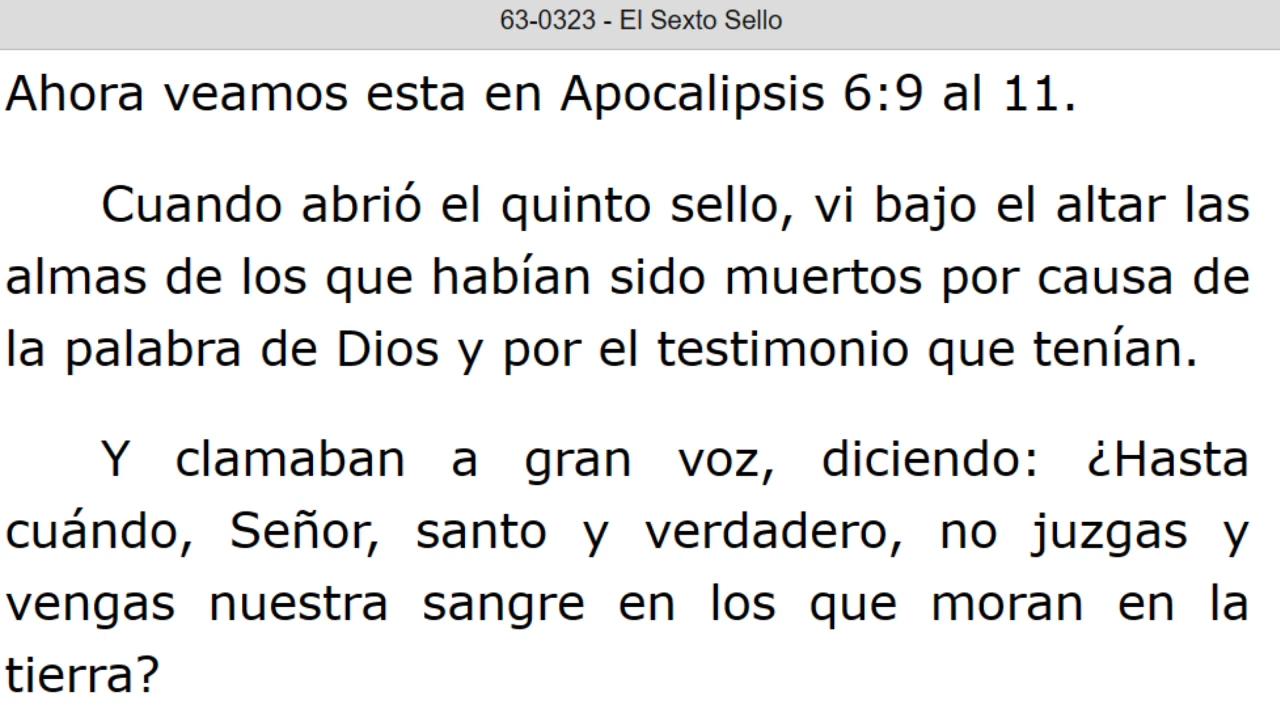 63-0323 - El Sexto Sello
Ahora veamos esta en Apocalipsis 6:9 al 11.
Cuando abrió el quinto sello, vi bajo el altar las
almas de los que habían sido muertos por causa de
la palabra de Dios y por el testimonio que tenían.
Y clamaban a gran voz, diciendo: ¿Hasta
cuándo, Señor, santo y verdadero, no juzgas y
vengas nuestra sangre en los que moran en la
tierra?